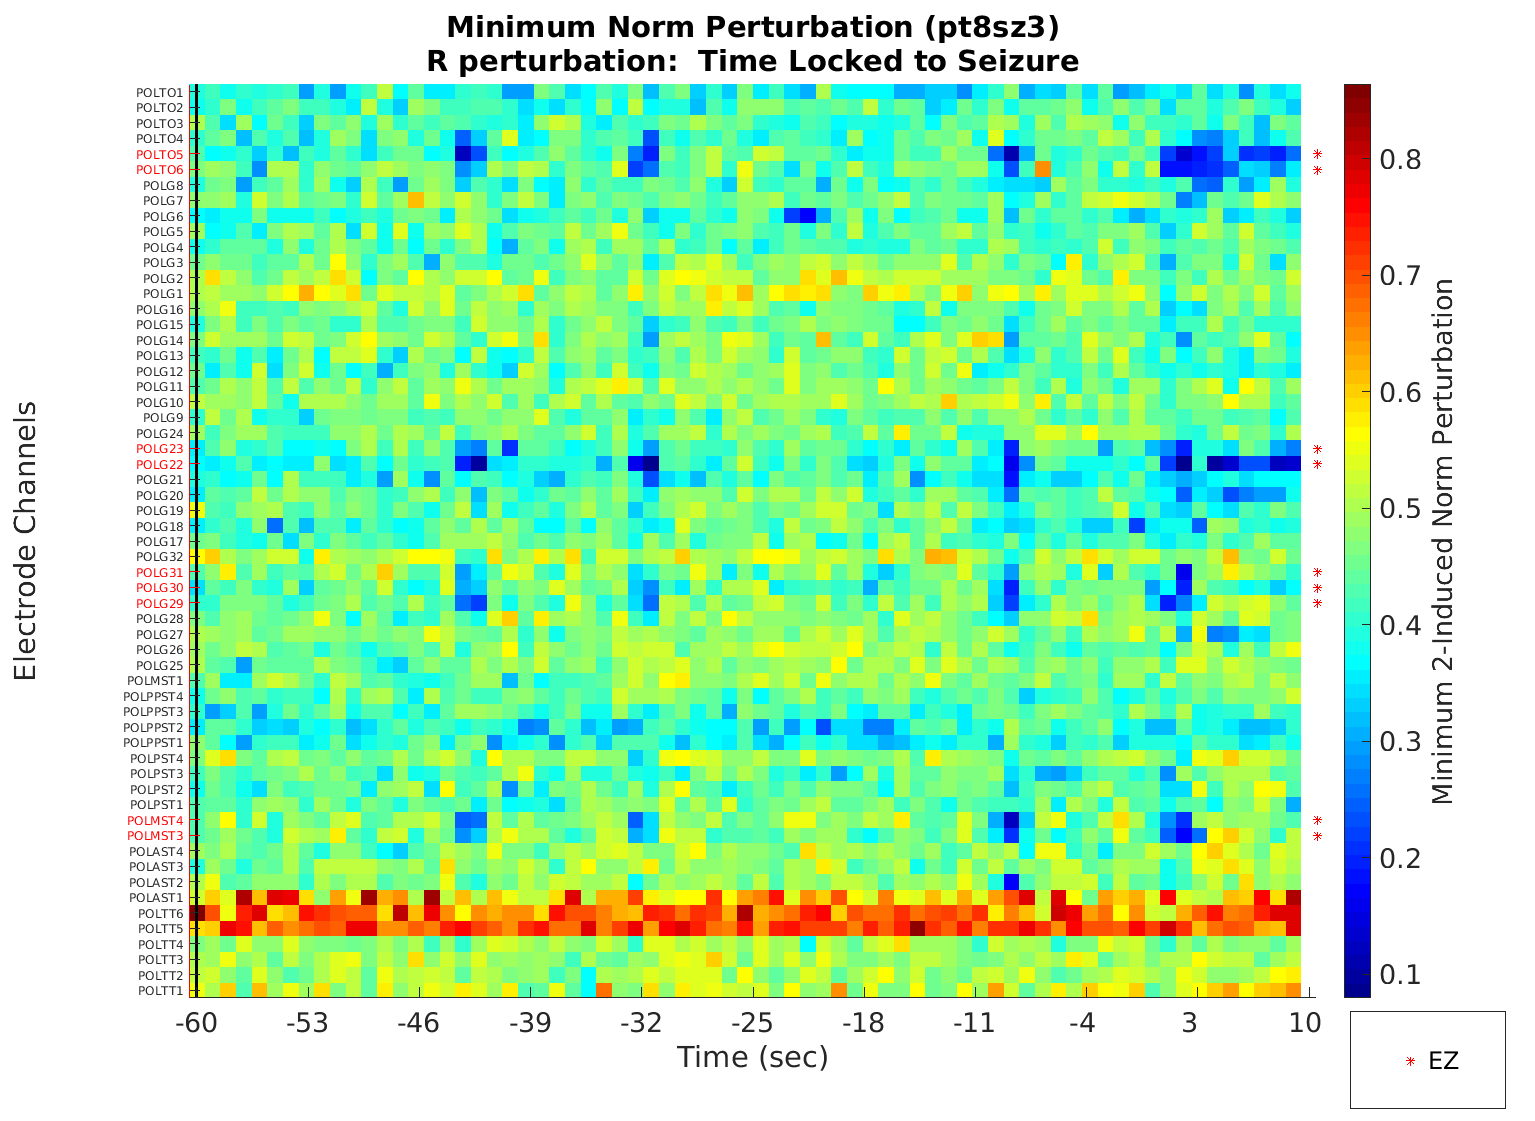 Minimum Norm Perturbation (pt8sz3)
R perturbation:  Time Locked to Seizure
Electrode Channels
POLTO1
POLTO2
POLTO3
POLTO4
POLTO5
POLTO6
POLG8
POLG7
POLG6
POLG5
POLG4
POLG3
POLG2
POLG1
POLG16
POLG15
POLG14
POLG13
POLG12
POLG11
POLG10
POLG9
POLG24
POLG23
POLG22
POLG21
POLG20
POLG19
POLG18
POLG17
POLG32
POLG31
POLG30
POLG29
POLG28
POLG27
POLG26
POLG25
POLMST1
POLPPST4
POLPPST3
POLPPST2
POLPPST1
POLPST4
POLPST3
POLPST2
POLPST1
POLMST4
POLMST3
POLAST4
POLAST3
POLAST2
POLAST1
POLTT6
POLTT5
POLTT4
POLTT3
POLTT2
POLTT1
-60 -53 -46 -39 -32 -25 -18 -11 -4 3 10
Time (sec)
0.8
0.7
0.6
0.5
0.4
0.3
0.2
0.1
Minimum 2-Induced Norm Perturbation
* EZ